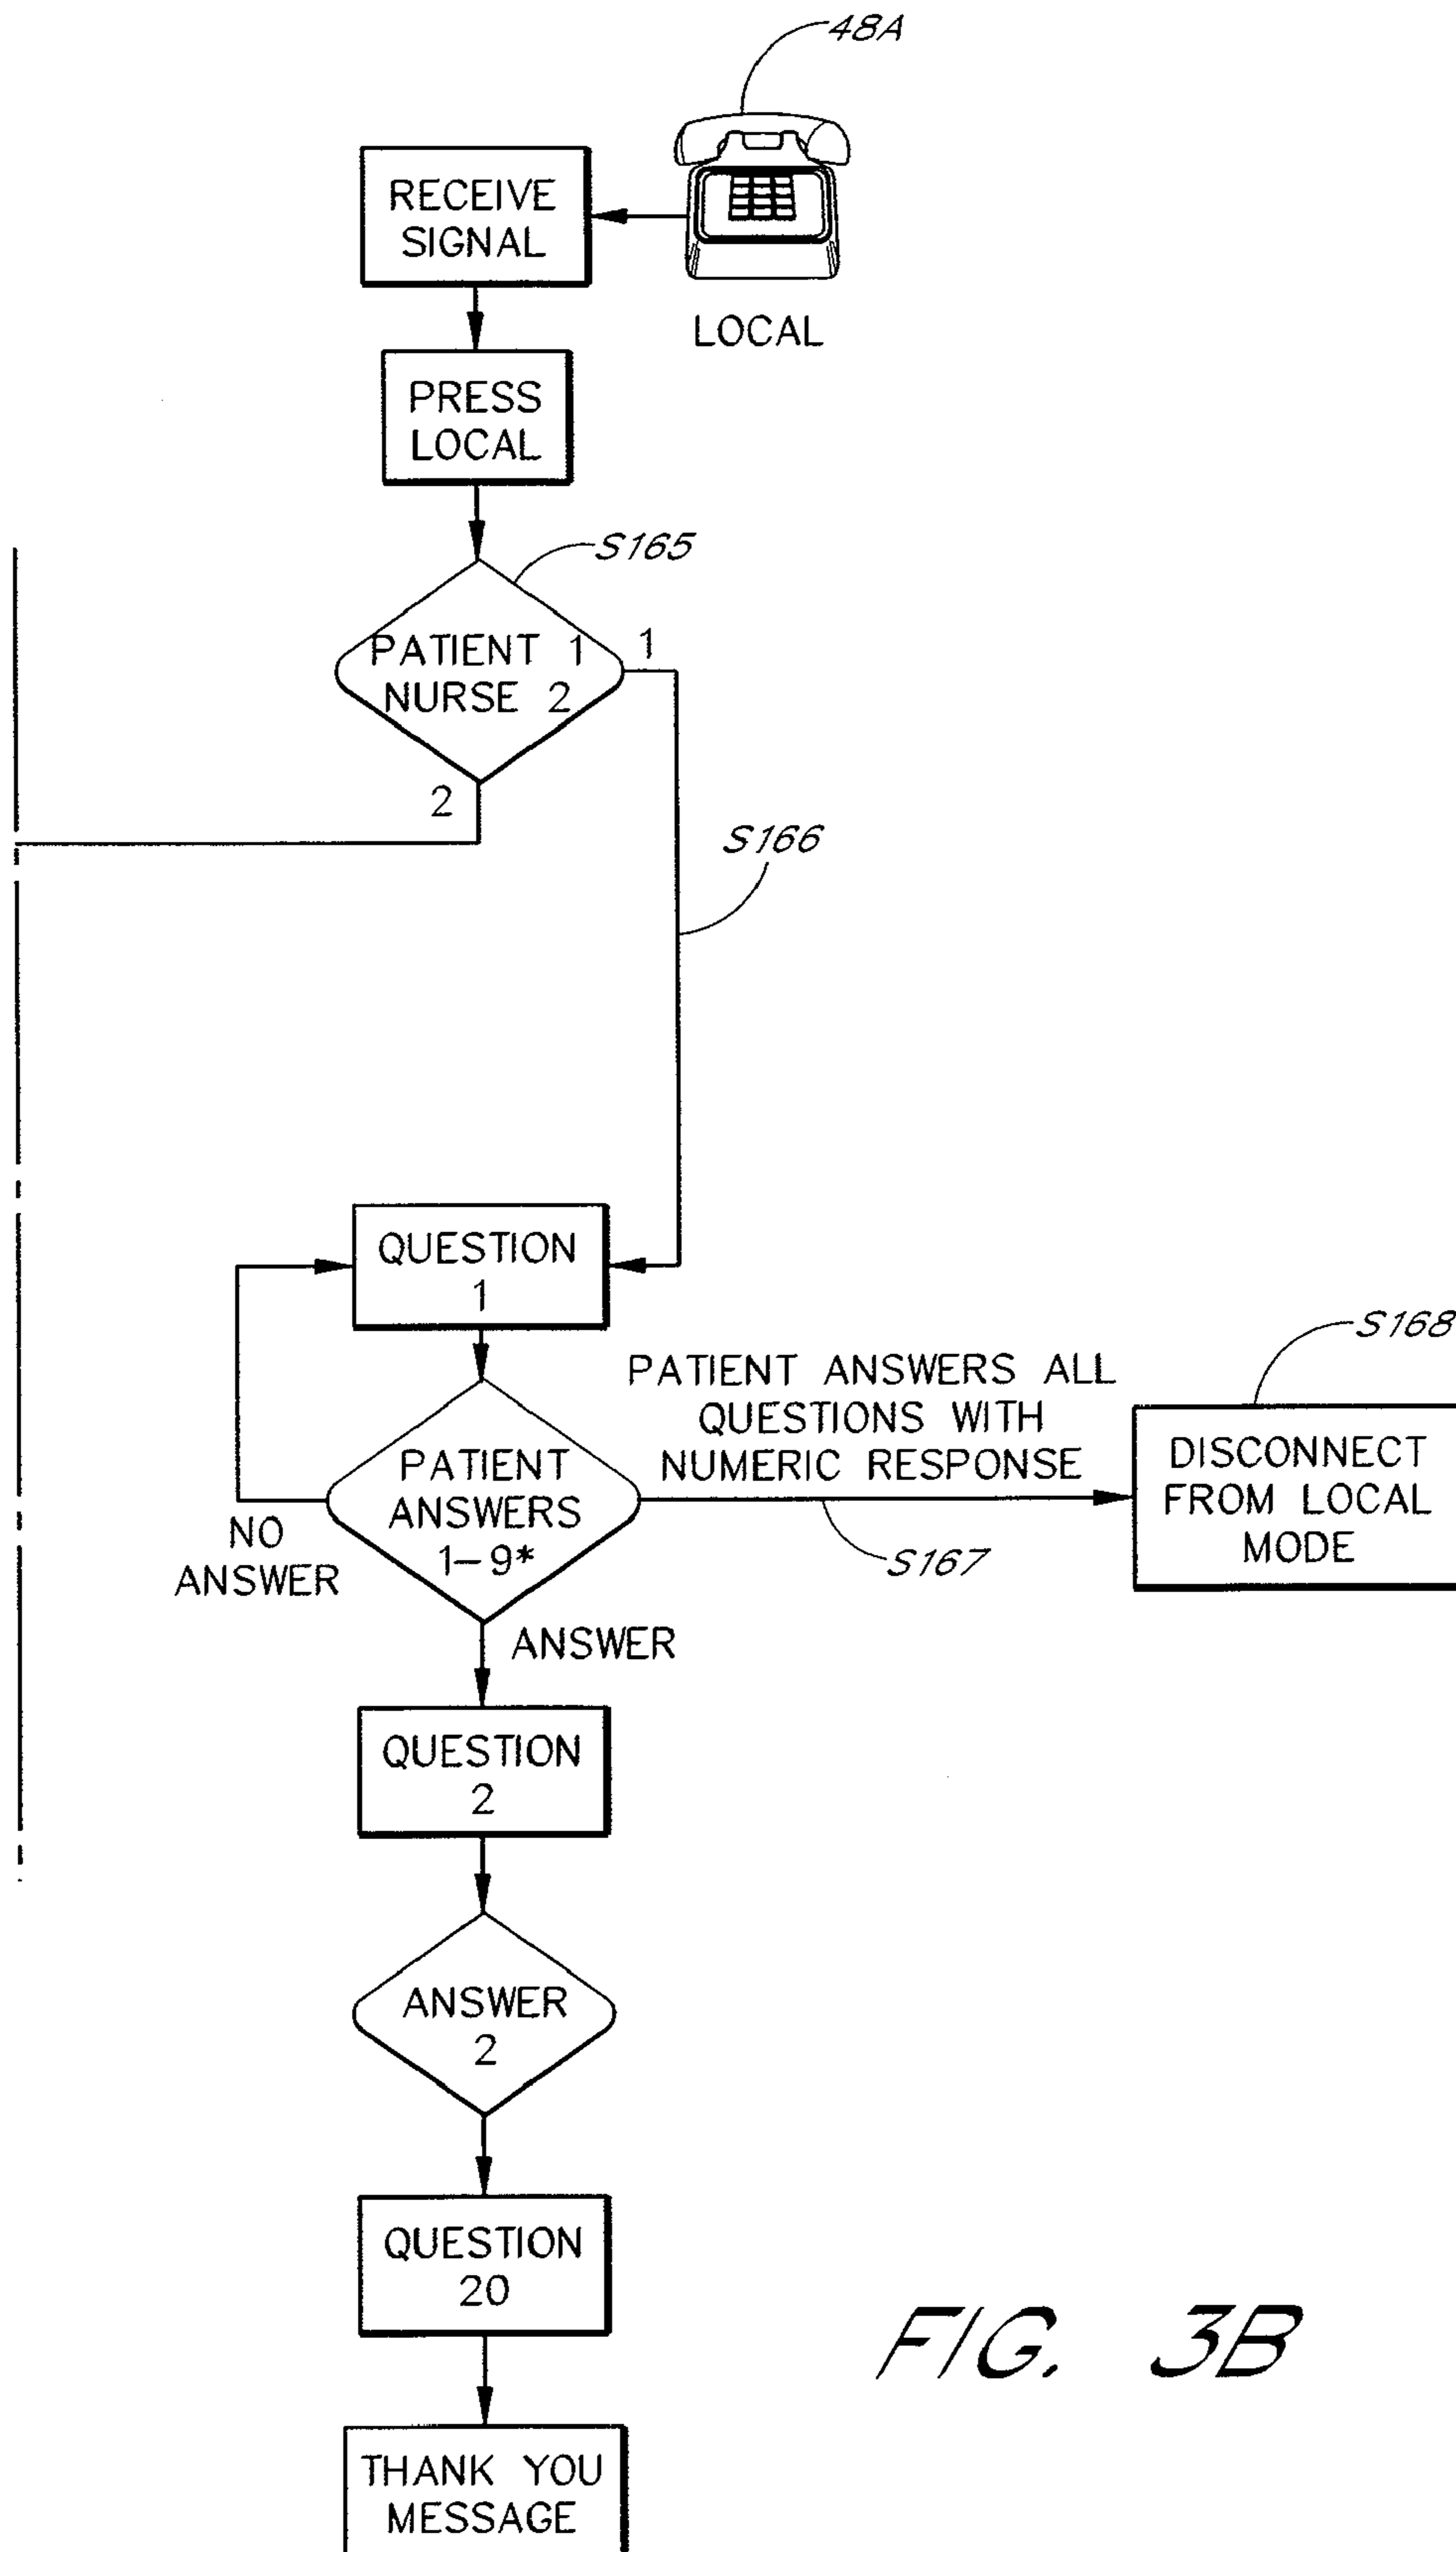 48A
RECEIVE
SIGNAL
LOCAL
PRESS
LOCAL
S165
PATIENT 1
NURSE 2
1
2
S166
QUESTION
1
S168
PATIENT ANSWERS ALL
QUESTIONS WITH
NUMERIC RESPONSE
DISCONNECT
FROM LOCAL
MODE
PATIENT
ANSWERS
1-9*
NO
ANSWER
S167
ANSWER
QUESTION
2
ANSWER
2
QUESTION
20
FIG. 3B
THANK YOU
MESSAGE